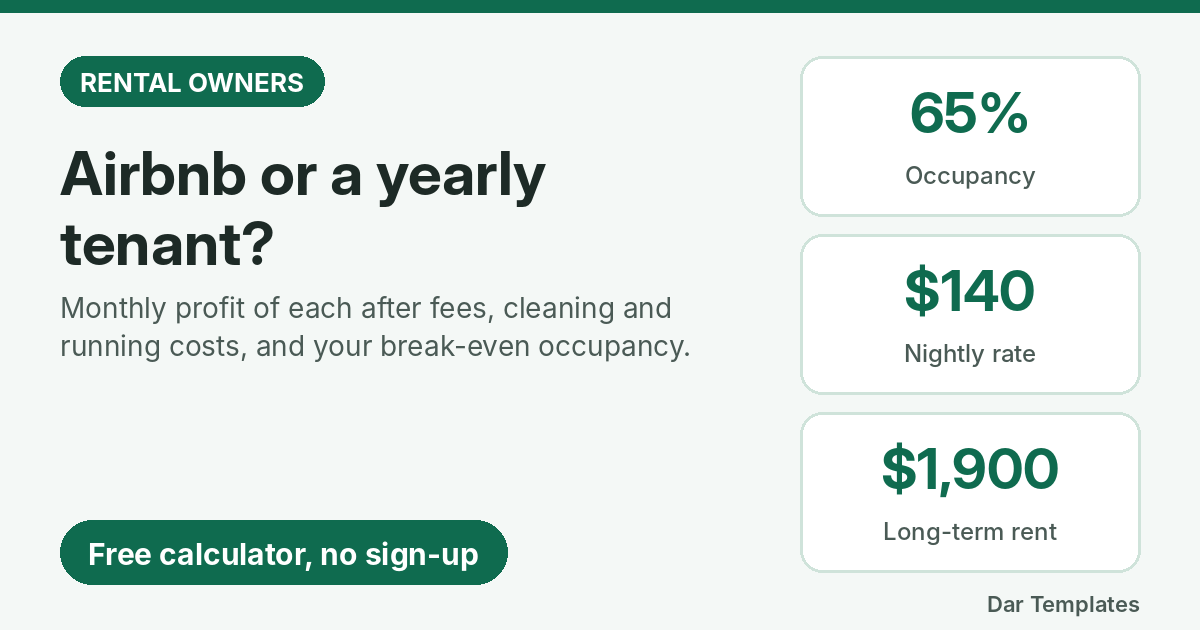 RENTAL OWNERS
Airbnb or a yearly
tenant?
Monthly profit of each after fees, cleaning and
running costs, and your break-even occupancy.
Free calculator, no sign-up
65%
Occupancy
$140
Nightly rate
$1,900
Long-term rent
Dar Templates